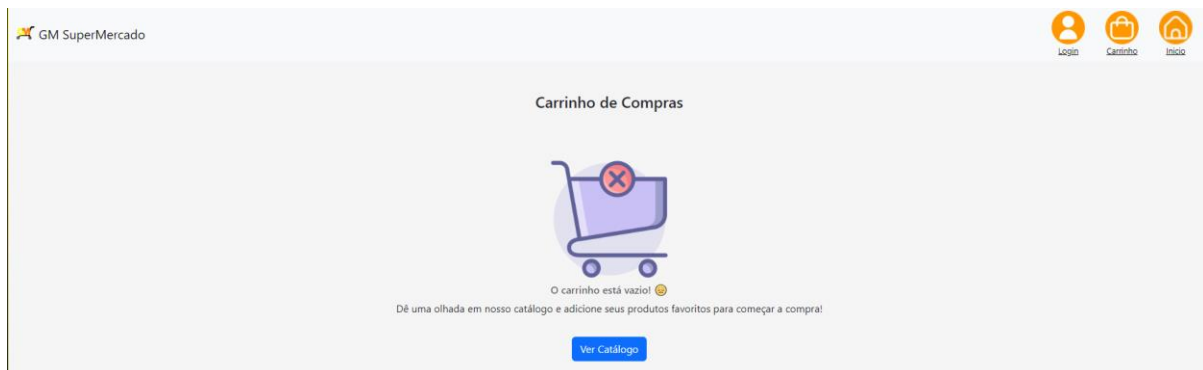 GM SuperMercado
Login
Carrinho
Inicio
Carrinho de Compras
O carrinho está vazio! 😞
Dê uma olhada em nosso catálogo e adicione seus produtos favoritos para começar a compra!
Ver Catálogo